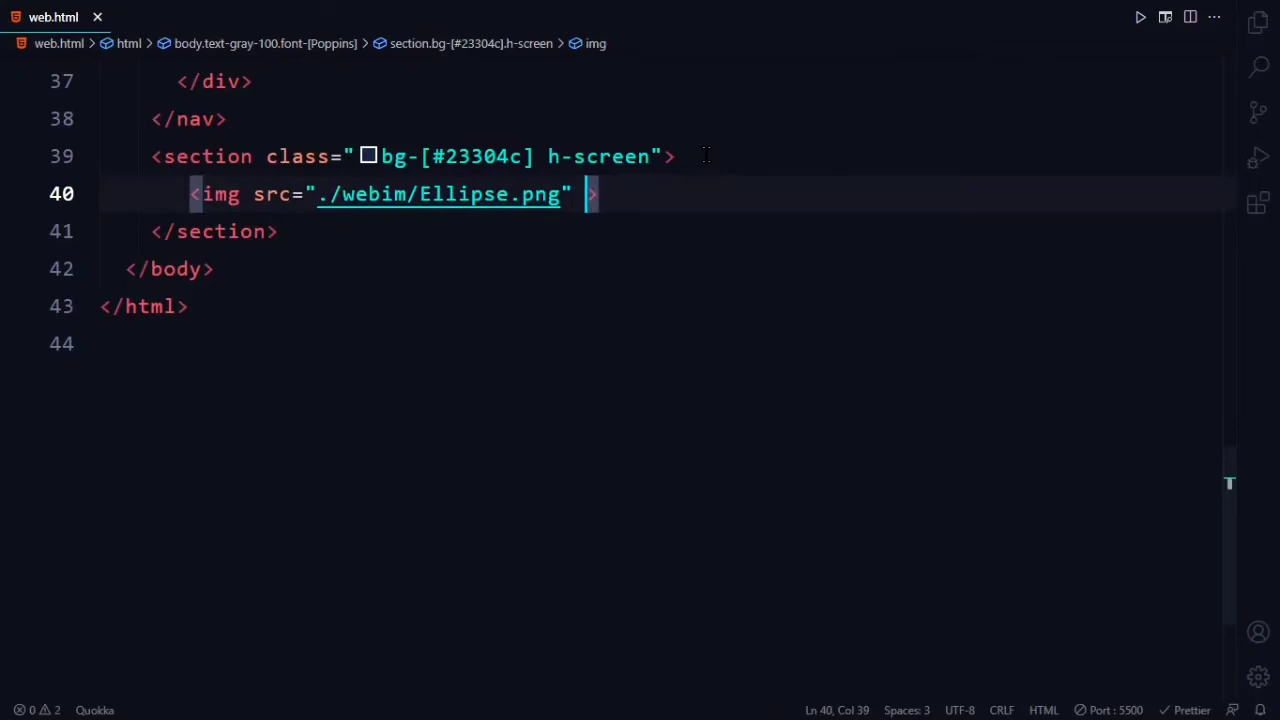 web.html
web.html html body.text-gray-100.font-[Poppins] section.bg-[#23304c].h-screen img
37 </div>
38 </nav>
39 <section class="bg-[#23304c] h-screen">
40 <img src="./webim/Ellipse.png" >
41 </section>
42 </body>
43 </html>
44
0 2 Quokka Ln 40, Col 39 Spaces: 3 UTF-8 CRLF HTML Port : 5500 Prettier